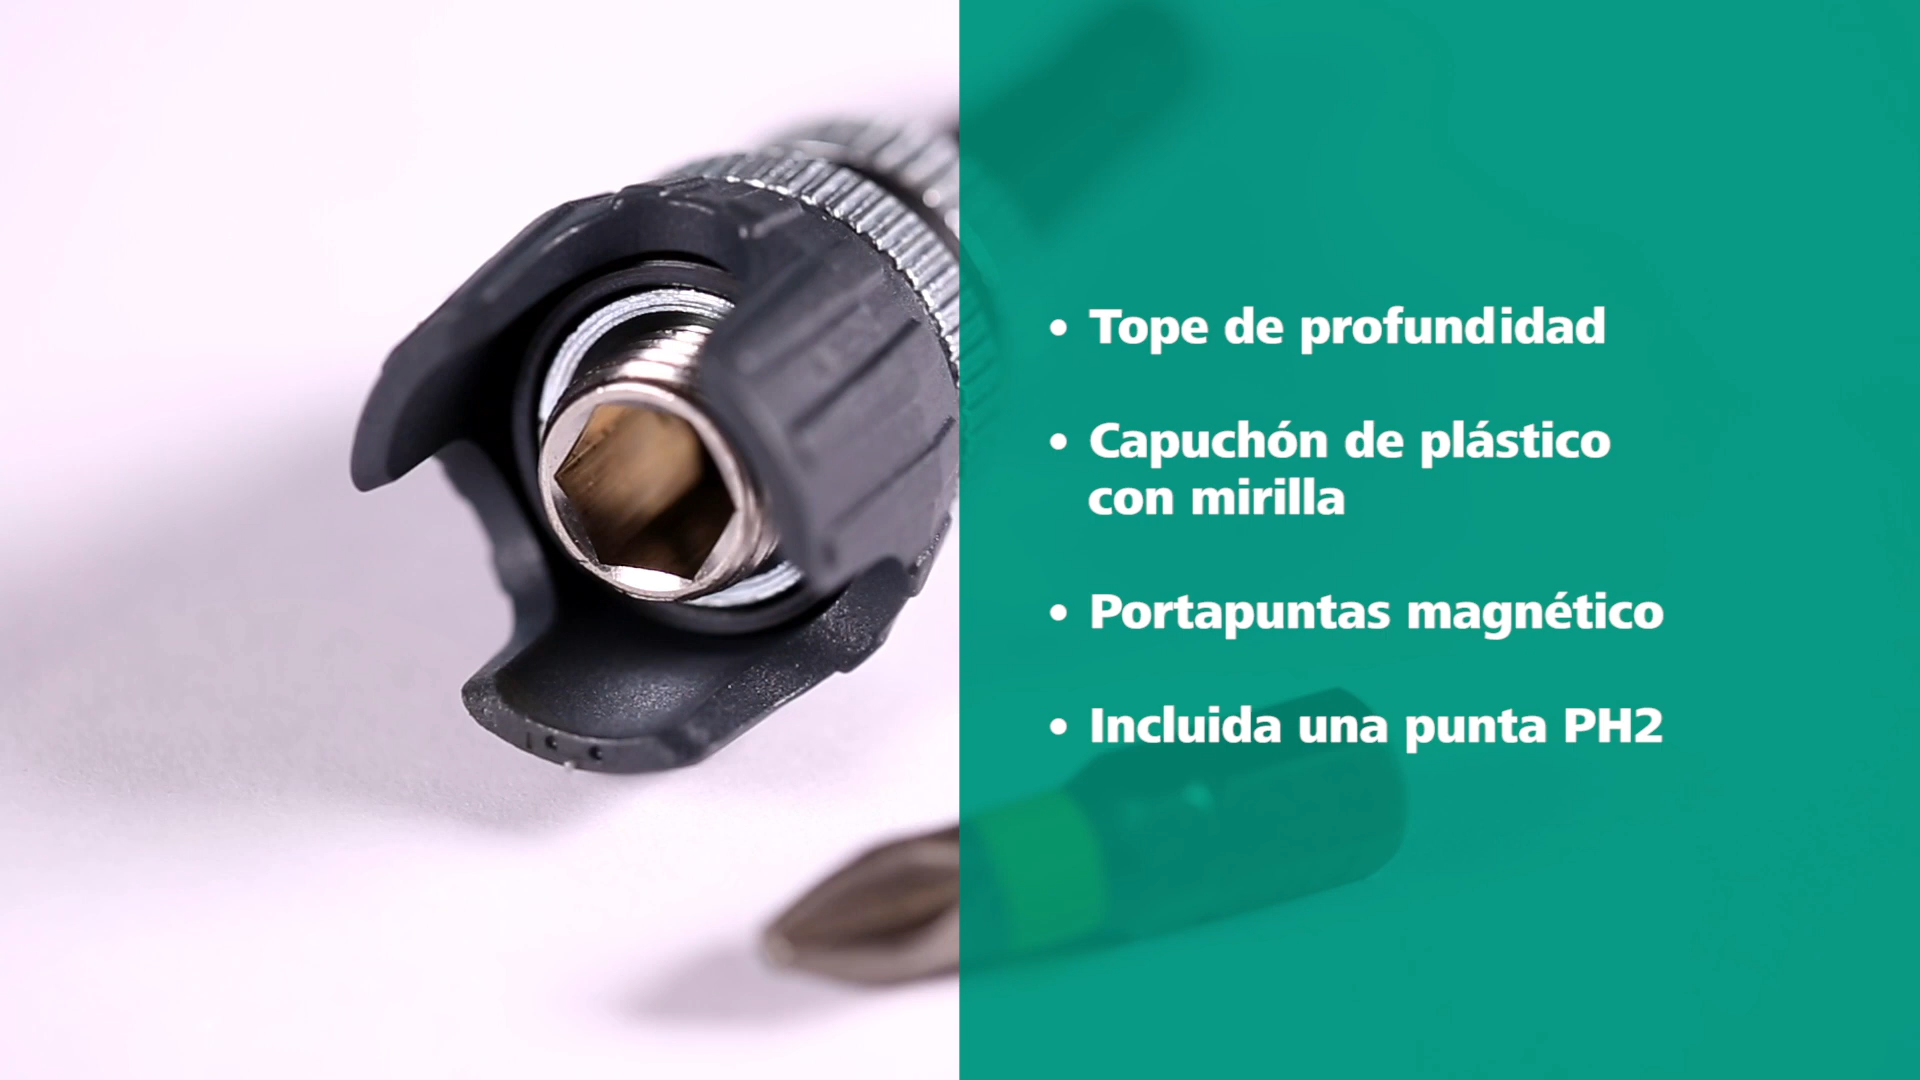 • Tope de profundidad
• Capuchón de plástico
con mirilla
• Portapuntas magnético
• Incluida una punta PH2